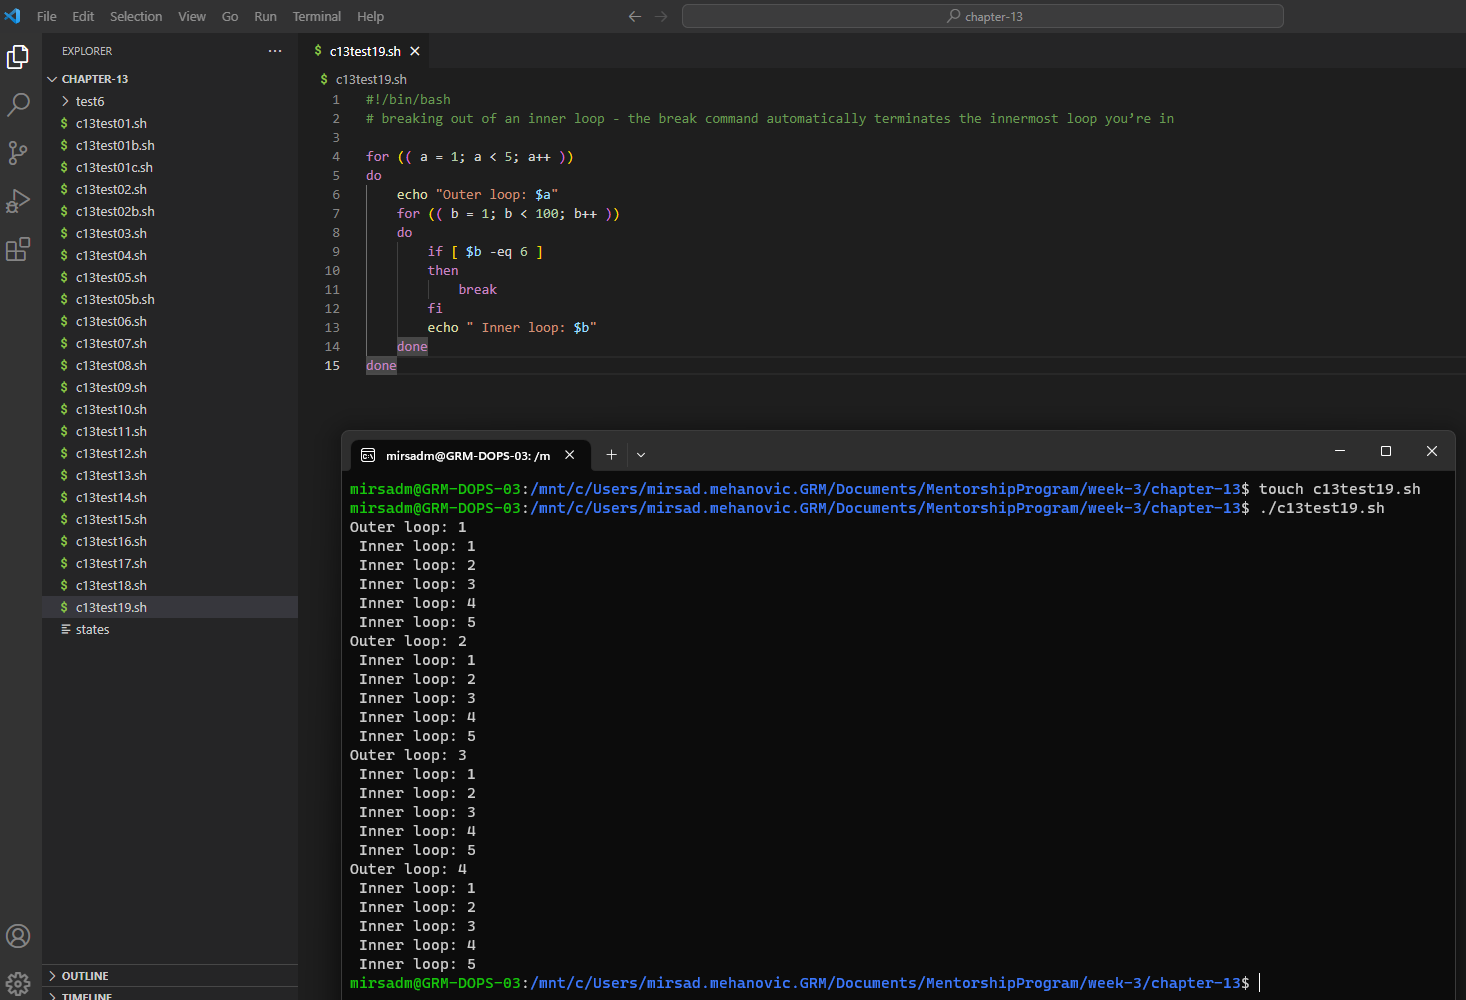 File Edit Selection View Go Run Terminal Help
chapter-13
EXPLORER
CHAPTER-13
test6
c13test01.sh
c13test01b.sh
c13test01c.sh
c13test02.sh
c13test02b.sh
c13test03.sh
c13test04.sh
c13test05.sh
c13test05b.sh
c13test06.sh
c13test07.sh
c13test08.sh
c13test09.sh
c13test10.sh
c13test11.sh
c13test12.sh
c13test13.sh
c13test14.sh
c13test15.sh
c13test16.sh
c13test17.sh
c13test18.sh
c13test19.sh
states
OUTLINE
TIMELINE
$ c13test19.sh
$ c13test19.sh
1 #!/bin/bash
2 # breaking out of an inner loop - the break command automatically terminates the innermost loop you’re in
3
4 for (( a = 1; a < 5; a++ ))
5 do
6 echo "Outer loop: $a"
7 for (( b = 1; b < 100; b++ ))
8 do
9 if [ $b -eq 6 ]
10 then
11 break
12 fi
13 echo " Inner loop: $b"
14 done
15 done
mirsadm@GRM-DOPS-03: /m
mirsadm@GRM-DOPS-03:/mnt/c/Users/mirsad.mehanovic.GRM/Documents/MentorshipProgram/week-3/chapter-13$ touch c13test19.sh
mirsadm@GRM-DOPS-03:/mnt/c/Users/mirsad.mehanovic.GRM/Documents/MentorshipProgram/week-3/chapter-13$ ./c13test19.sh
Outer loop: 1
Inner loop: 1
Inner loop: 2
Inner loop: 3
Inner loop: 4
Inner loop: 5
Outer loop: 2
Inner loop: 1
Inner loop: 2
Inner loop: 3
Inner loop: 4
Inner loop: 5
Outer loop: 3
Inner loop: 1
Inner loop: 2
Inner loop: 3
Inner loop: 4
Inner loop: 5
Outer loop: 4
Inner loop: 1
Inner loop: 2
Inner loop: 3
Inner loop: 4
Inner loop: 5
mirsadm@GRM-DOPS-03:/mnt/c/Users/mirsad.mehanovic.GRM/Documents/MentorshipProgram/week-3/chapter-13$